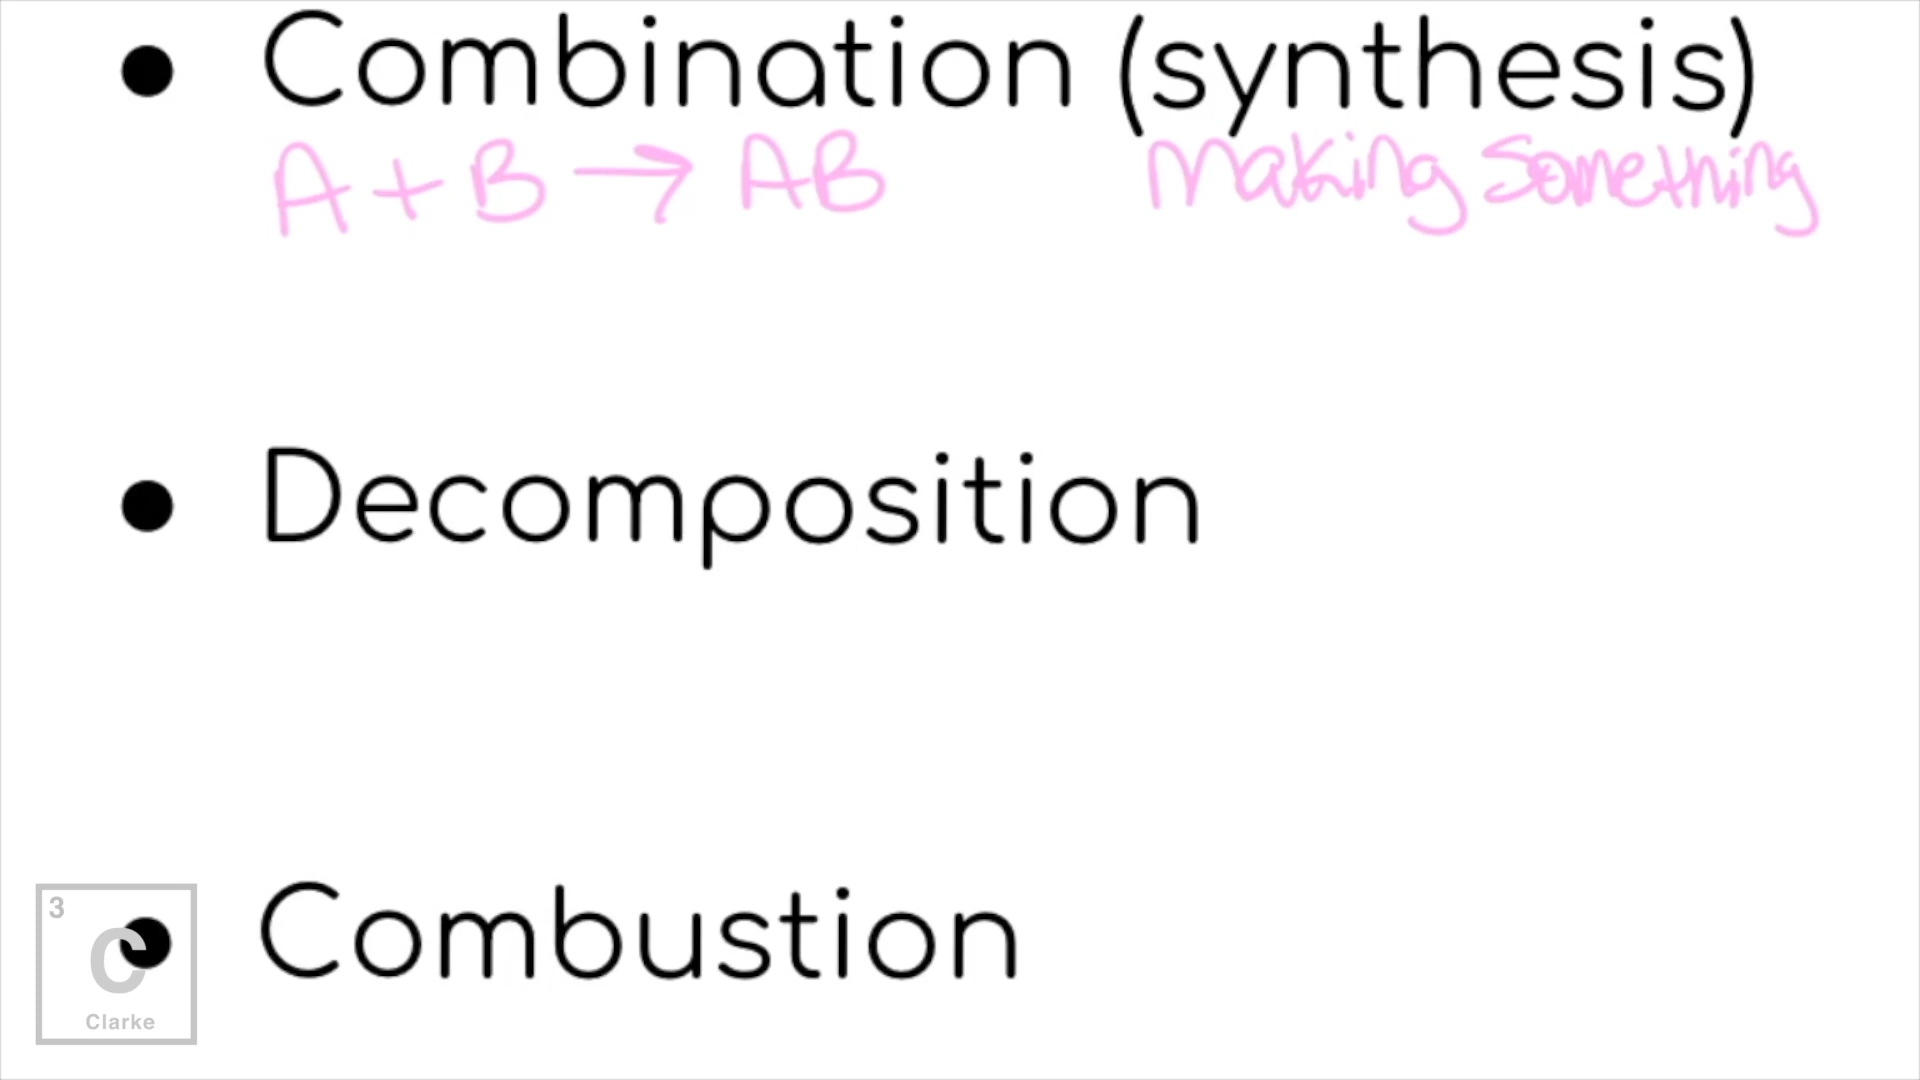 • Combination (synthesis)
A + B → AB making something
• Decomposition
• Combustion
3
C
Clarke